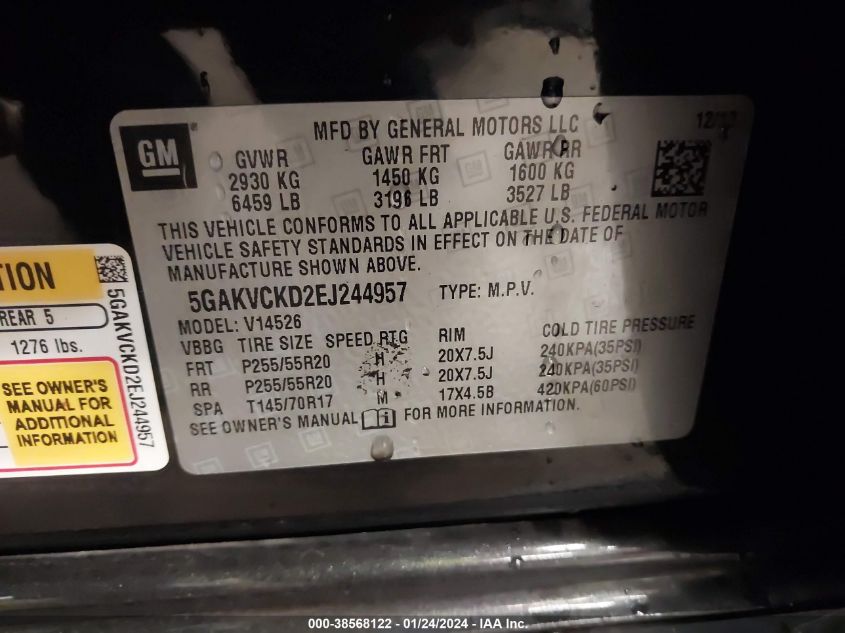 GM
MFD BY GENERAL MOTORS LLC
GVWR GAWR FRT GAWR RR
2930 KG 1450 KG 1600 KG
6459 LB 3196 LB 3527 LB
THIS VEHICLE CONFORMS TO ALL APPLICABLE U.S. FEDERAL MOTOR
VEHICLE SAFETY STANDARDS IN EFFECT ON THE DATE OF
MANUFACTURE SHOWN ABOVE.
5GAKVCKD2EJ244957 TYPE: M.P.V.
MODEL: V14526
VBBG TIRE SIZE SPEED RTG RIM COLD TIRE PRESSURE
FRT P255/55R20 H 20X7.5J 240KPA(35PSI)
RR P255/55R20 H 20X7.5J 240KPA(35PSI)
SPA T145/70R17 M 17X4.5B 420KPA(60PSI)
SEE OWNER'S MANUAL FOR MORE INFORMATION.
REAR 5
1276 lbs.
SEE OWNER'S
MANUAL FOR
ADDITIONAL
INFORMATION
5GAKVCKD2EJ244957
000-38568122 - 01/24/2024 - IAA Inc.